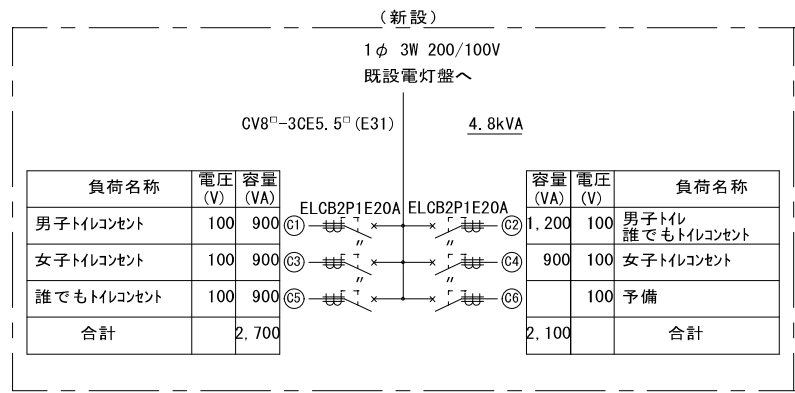 (新設)
1φ 3W 200/100V
既設電灯盤へ
CV8□-3CE5.5□(E31)
4.8kVA
負荷名称 電圧(V) 容量(VA)
容量(VA) 電圧(V) 負荷名称
ELCB2P1E20A ELCB2P1E20A
男子トイレコンセント 100 900 C1
C2 1,200 100 男子トイレ
誰でもトイレコンセント
〃 〃
女子トイレコンセント 100 900 C3
C4 900 100 女子トイレコンセント
〃 〃
誰でもトイレコンセント 100 900 C5
C6 100 予備
合計 2,700
2,100 合計